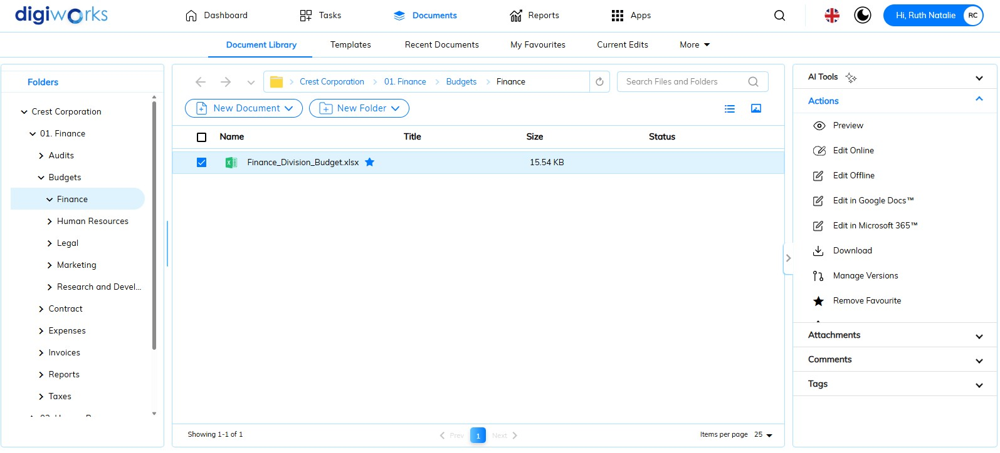 digiworks
Dashboard
Tasks
Documents
Reports
Apps
Hi, Ruth Natalie
RC
Document Library
Templates
Recent Documents
My Favourites
Current Edits
More
Folders
Crest Corporation
01. Finance
Audits
Budgets
Finance
Human Resources
Legal
Marketing
Research and Devel...
Contract
Expenses
Invoices
Reports
Taxes
Crest Corporation
01. Finance
Budgets
Finance
Search Files and Folders
New Document
New Folder
Name
Title
Size
Status
Finance_Division_Budget.xlsx
15.54 KB
Showing 1-1 of 1
Prev
1
Next
Items per page
25
AI Tools
Actions
Preview
Edit Online
Edit Offline
Edit in Google Docs™
Edit in Microsoft 365™
Download
Manage Versions
Remove Favourite
Attachments
Comments
Tags